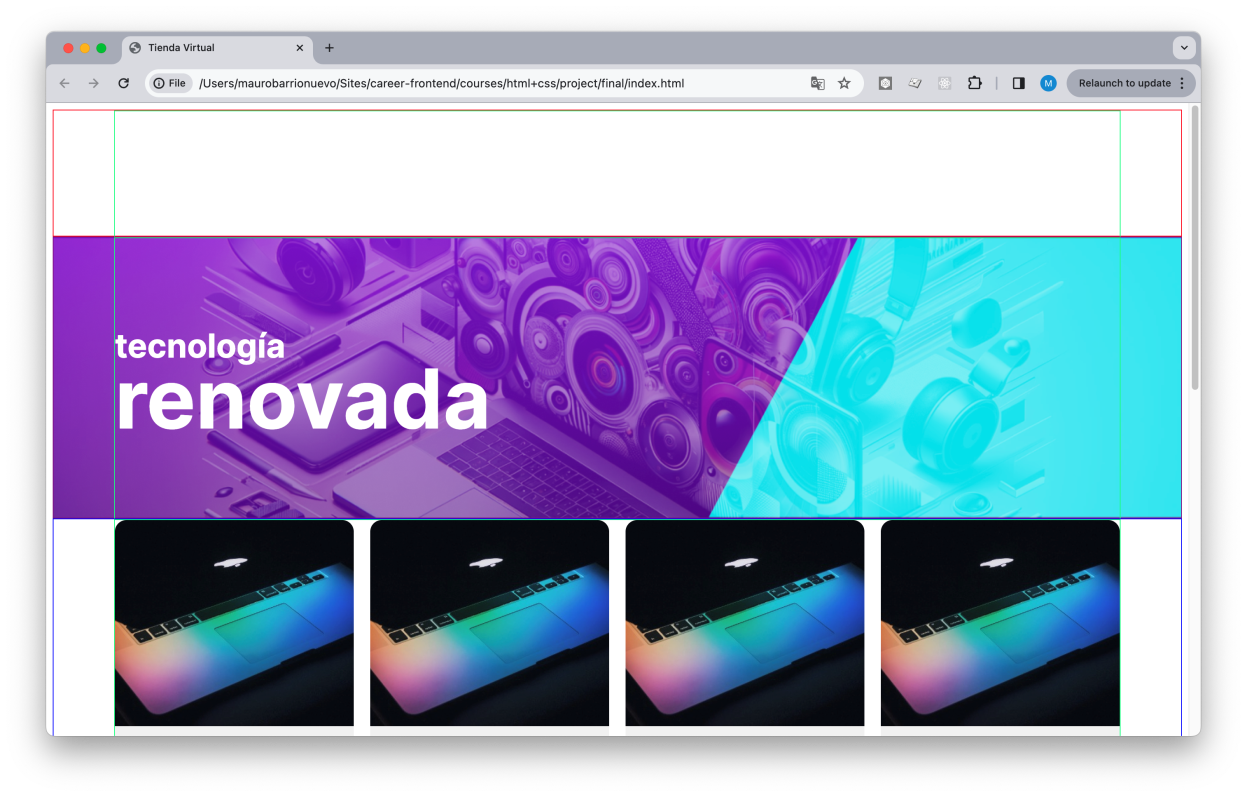 Tienda Virtual
File
/Users/maurobarrionuevo/Sites/career-frontend/courses/html+css/project/final/index.html
M
Relaunch to update
tecnología
renovada